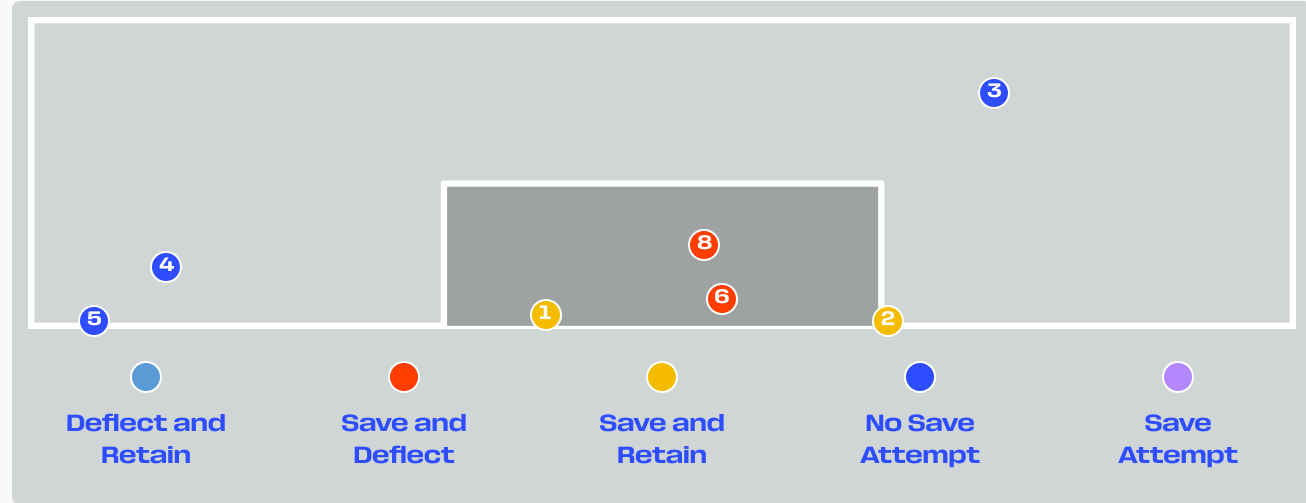 3
8
4
6
1
5
2
Deflect and
Retain
Save and
Deflect
Save and
Retain
No Save
Attempt
Save
Attempt